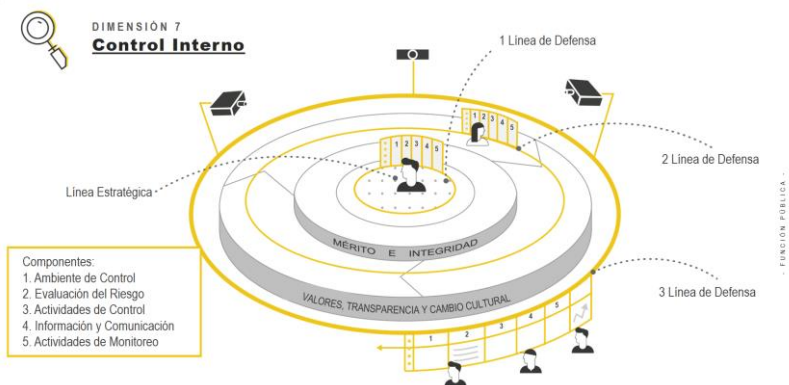 DIMENSIÓN 7
Control Interno
1 Linea de Defensa
1 2 3 4 5
1 2 3 4 5
2 Linea de Defensa
Línea Estratégica
MÉRITO E INTEGRIDAD
VALORES, TRANSPARENCIA Y CAMBIO CULTURAL
3 Linea de Defensa
Componentes:
1. Ambiente de Control
2. Evaluación del Riesgo
3. Actividades de Control
4. Información y Comunicación
5. Actividades de Monitoreo
1 2 3 4 5
- FUNCIÓN PÚBLICA -